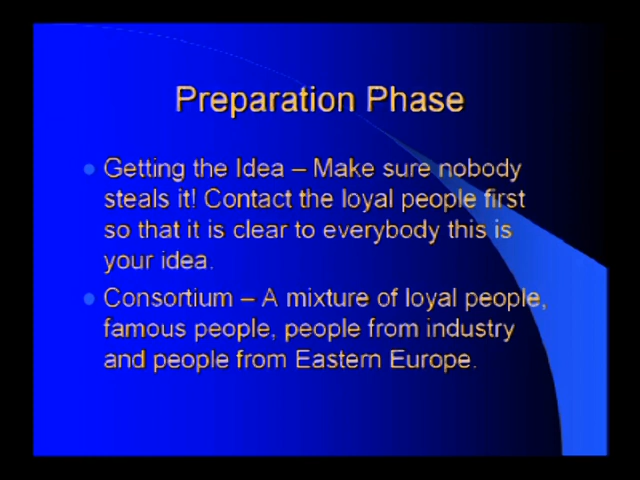 Preparation Phase
Getting the Idea – Make sure nobody
steals it! Contact the loyal people first
so that it is clear to everybody this is
your idea.
Consortium – A mixture of loyal people,
famous people, people from industry
and people from Eastern Europe.